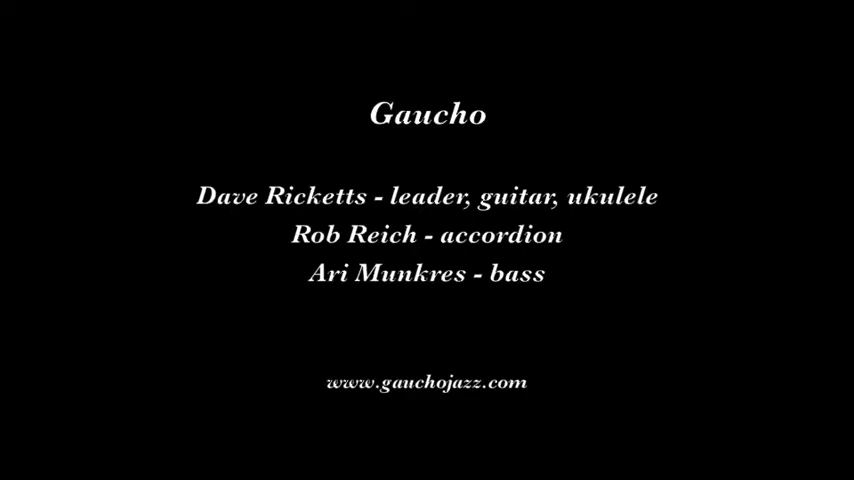 Gaucho
Dave Ricketts - leader, guitar, ukulele
Rob Reich - accordion
Ari Munkres - bass
www.gauchojazz.com